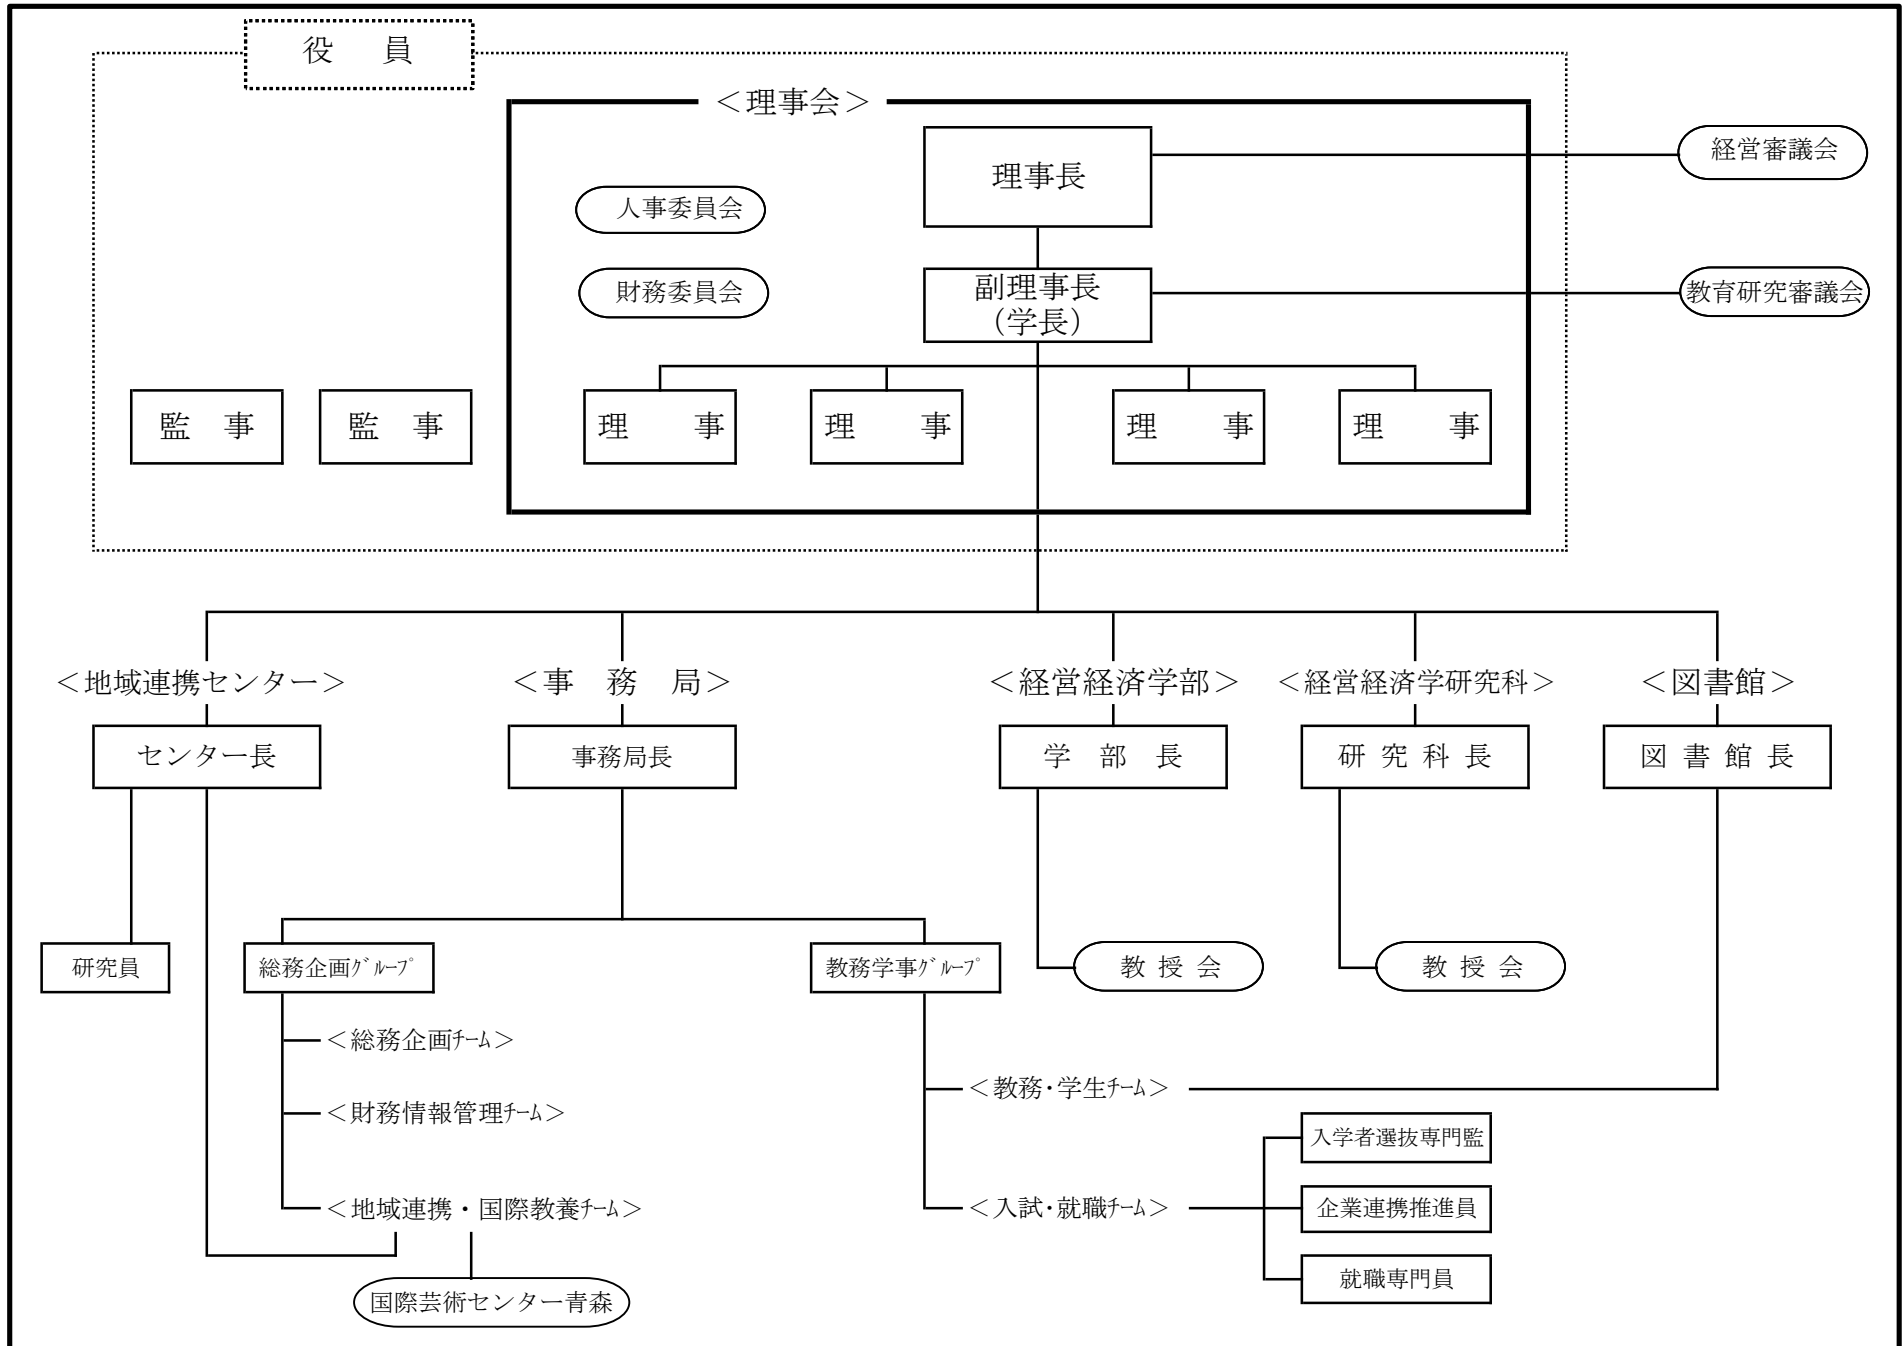 役　員
＜理事会＞
理事長
経営審議会
人事委員会
財務委員会
副理事長
（学長）
教育研究審議会
監　事
監　事
理　事
理　事
理　事
理　事
＜地域連携センター＞
＜事　務　局＞
＜経営経済学部＞
＜経営経済学研究科＞
＜図書館＞
センター長
事務局長
学　部　長
研 究 科 長
図 書 館 長
研究員
総務企画ｸﾞﾙｰﾌﾟ
教務学事ｸﾞﾙｰﾌﾟ
教 授 会
教 授 会
＜総務企画ﾁｰﾑ＞
＜教務・学生ﾁｰﾑ＞
＜財務情報管理ﾁｰﾑ＞
入学者選抜専門監
＜地域連携・国際教養ﾁｰﾑ＞
＜入試・就職ﾁｰﾑ＞
企業連携推進員
就職専門員
国際芸術センター青森